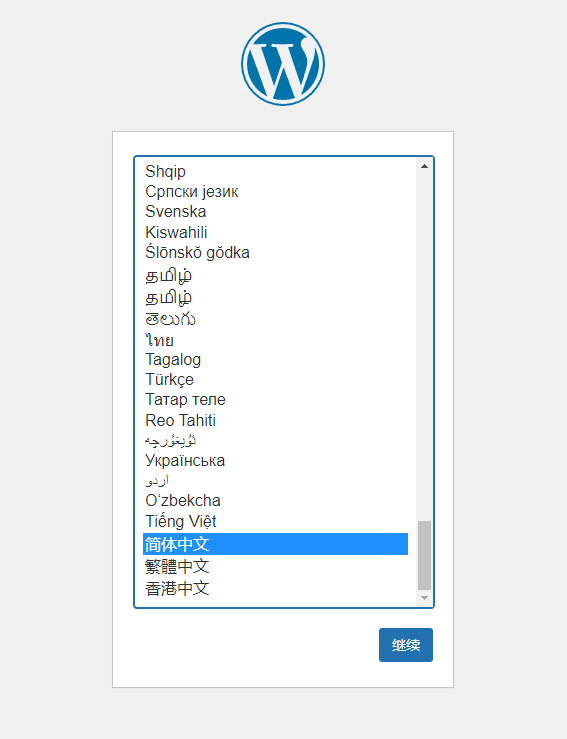 Shqip
Српски језик
Svenska
Kiswahili
Ślōnskŏ gŏdka
தமிழ்
தமிழ்
తెలుగు
ไทย
Tagalog
Türkçe
Татар теле
Reo Tahiti
ئۇيغۇرچە
Українська
اردو
O‘zbekcha
Tiếng Việt
简体中文
繁體中文
香港中文
继续